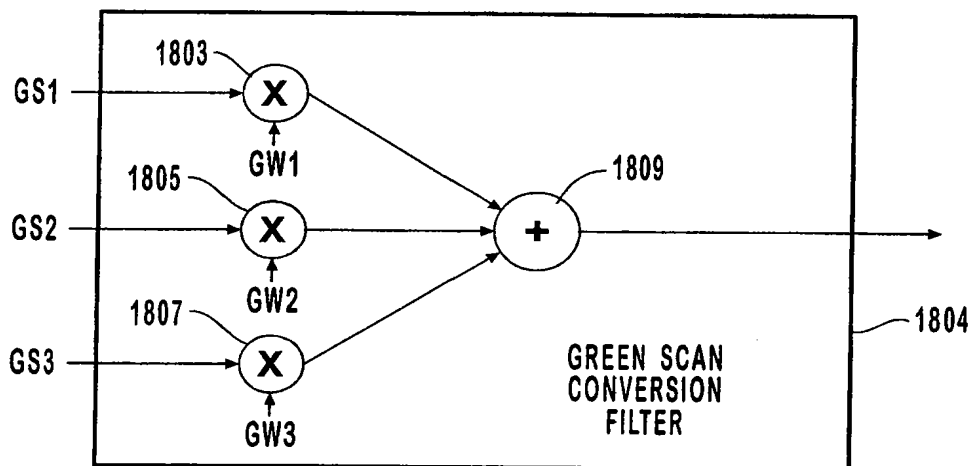 1803
GS1
X
GW1
1805
1809
GS2
X
+
GW2
1807
1804
GS3
X
GREEN SCAN
CONVERSION
FILTER
GW3